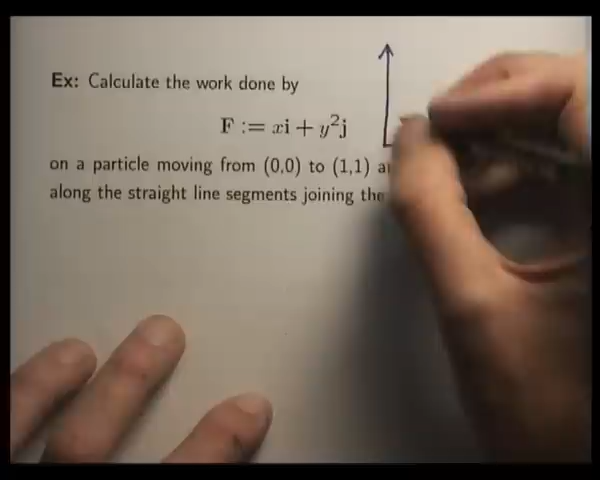 Ex: Calculate the work done by
F := xi + y²j
on a particle moving from (0,0) to (1,1)
along the straight line segments joining the